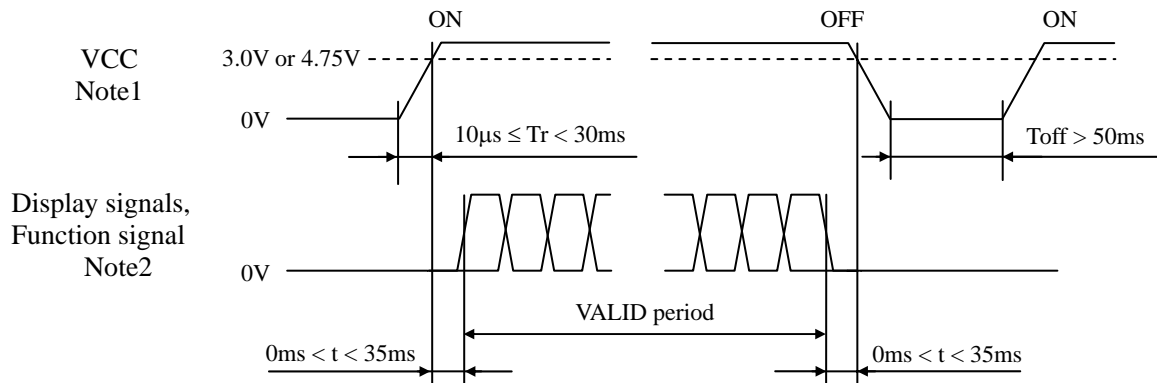 ON
OFF
ON
VCC
Note1
3.0V or 4.75V
0V
10μs ≤ Tr < 30ms
Toff > 50ms
Display signals,
Function signal
Note2
0V
VALID period
0ms < t < 35ms
0ms < t < 35ms